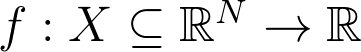 f : X ⊆ ℝ^N → ℝ